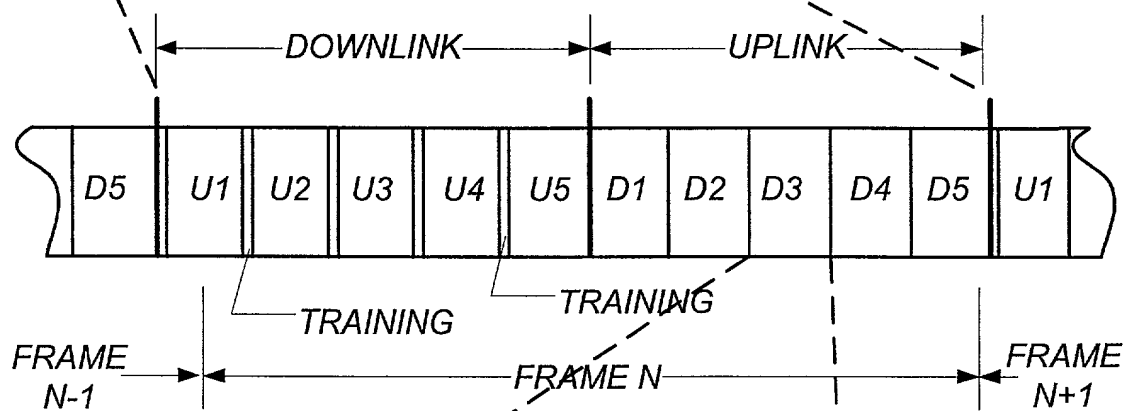 DOWNLINK UPLINK
D5 U1 U2 U3 U4 U5 D1 D2 D3 D4 D5 U1
TRAINING TRAINING
FRAME N-1 FRAME N FRAME N+1